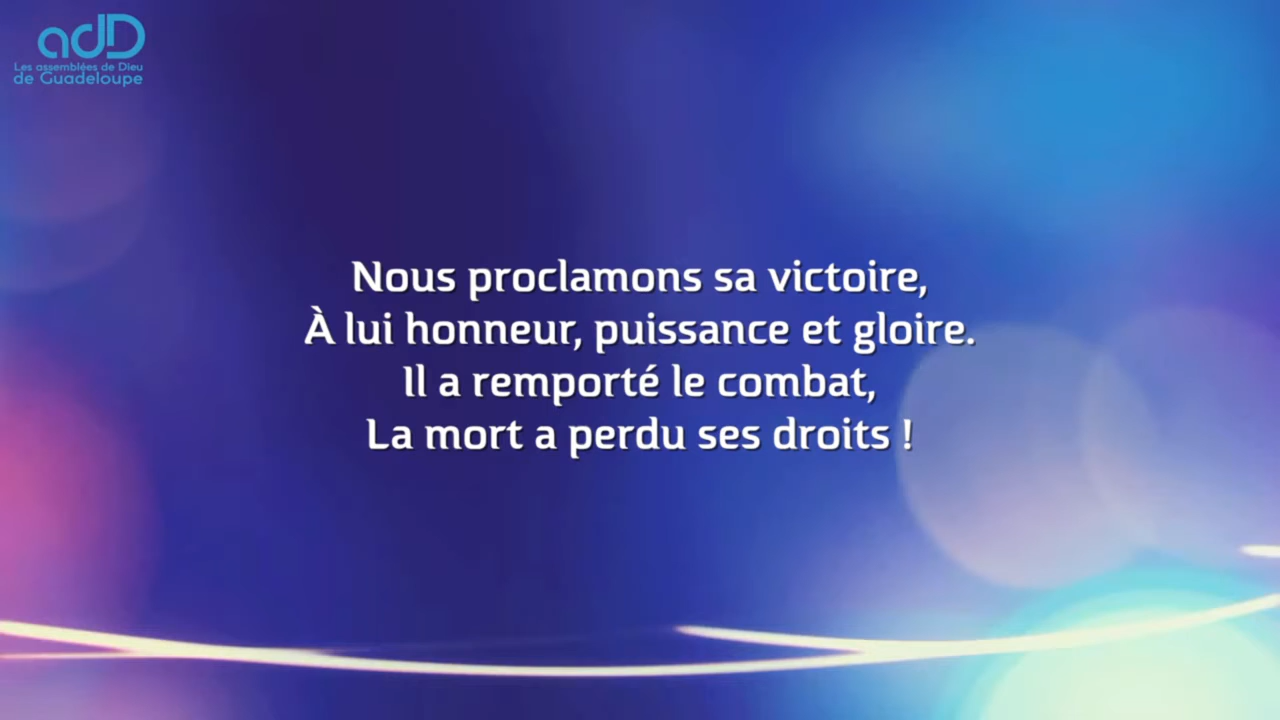 adD
Les assemblées de Dieu
de Guadeloupe
Nous proclamons sa victoire,
À lui honneur, puissance et gloire.
Il a remporté le combat,
La mort a perdu ses droits !